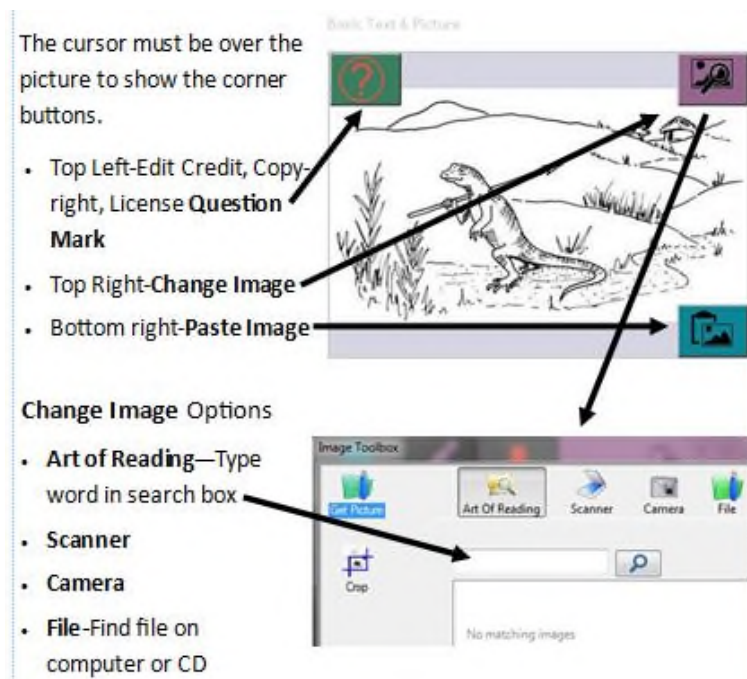 Basic Text & Picture
The cursor must be over the
picture to show the corner
buttons.
• Top Left-Edit Credit, Copy-
right, License Question
Mark
• Top Right-Change Image
• Bottom right-Paste Image
Change Image Options
• Art of Reading—Type
word in search box
• Scanner
• Camera
• File-Find file on
computer or CD
Image Toolbox
Get Picture
Art Of Reading
Scanner
Camera
File
Crop
No matching images